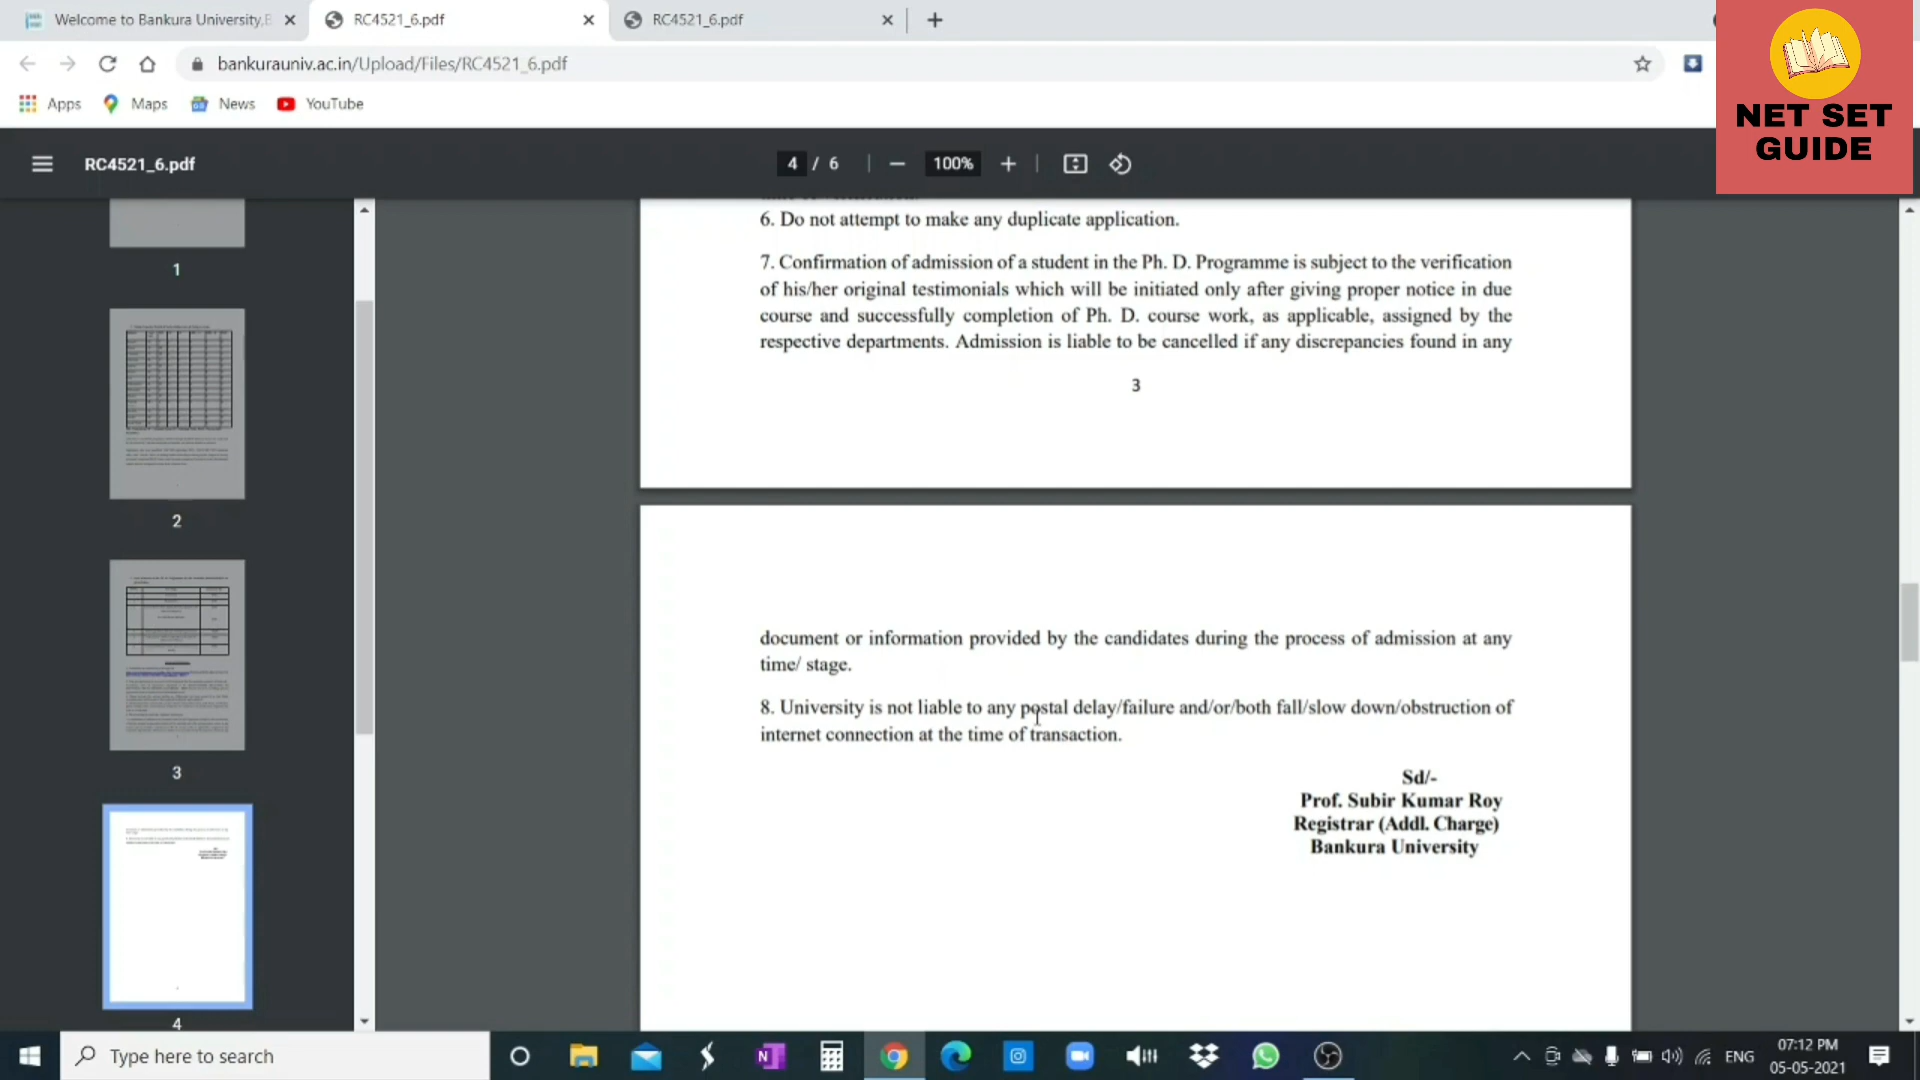 Welcome to Bankura University,B
RC4521_6.pdf
RC4521_6.pdf
bankurauniv.ac.in/Upload/Files/RC4521_6.pdf
Apps
Maps
News
YouTube
NET SET
GUIDE
RC4521_6.pdf
4 / 6
100%
1
2
3
4
6. Do not attempt to make any duplicate application.
7. Confirmation of admission of a student in the Ph. D. Programme is subject to the verification
of his/her original testimonials which will be initiated only after giving proper notice in due
course and successfully completion of Ph. D. course work, as applicable, assigned by the
respective departments. Admission is liable to be cancelled if any discrepancies found in any
3
document or information provided by the candidates during the process of admission at any
time/ stage.
8. University is not liable to any postal delay/failure and/or/both fall/slow down/obstruction of
internet connection at the time of transaction.
Sd/-
Prof. Subir Kumar Roy
Registrar (Addl. Charge)
Bankura University
Type here to search
ENG
07:12 PM
05-05-2021